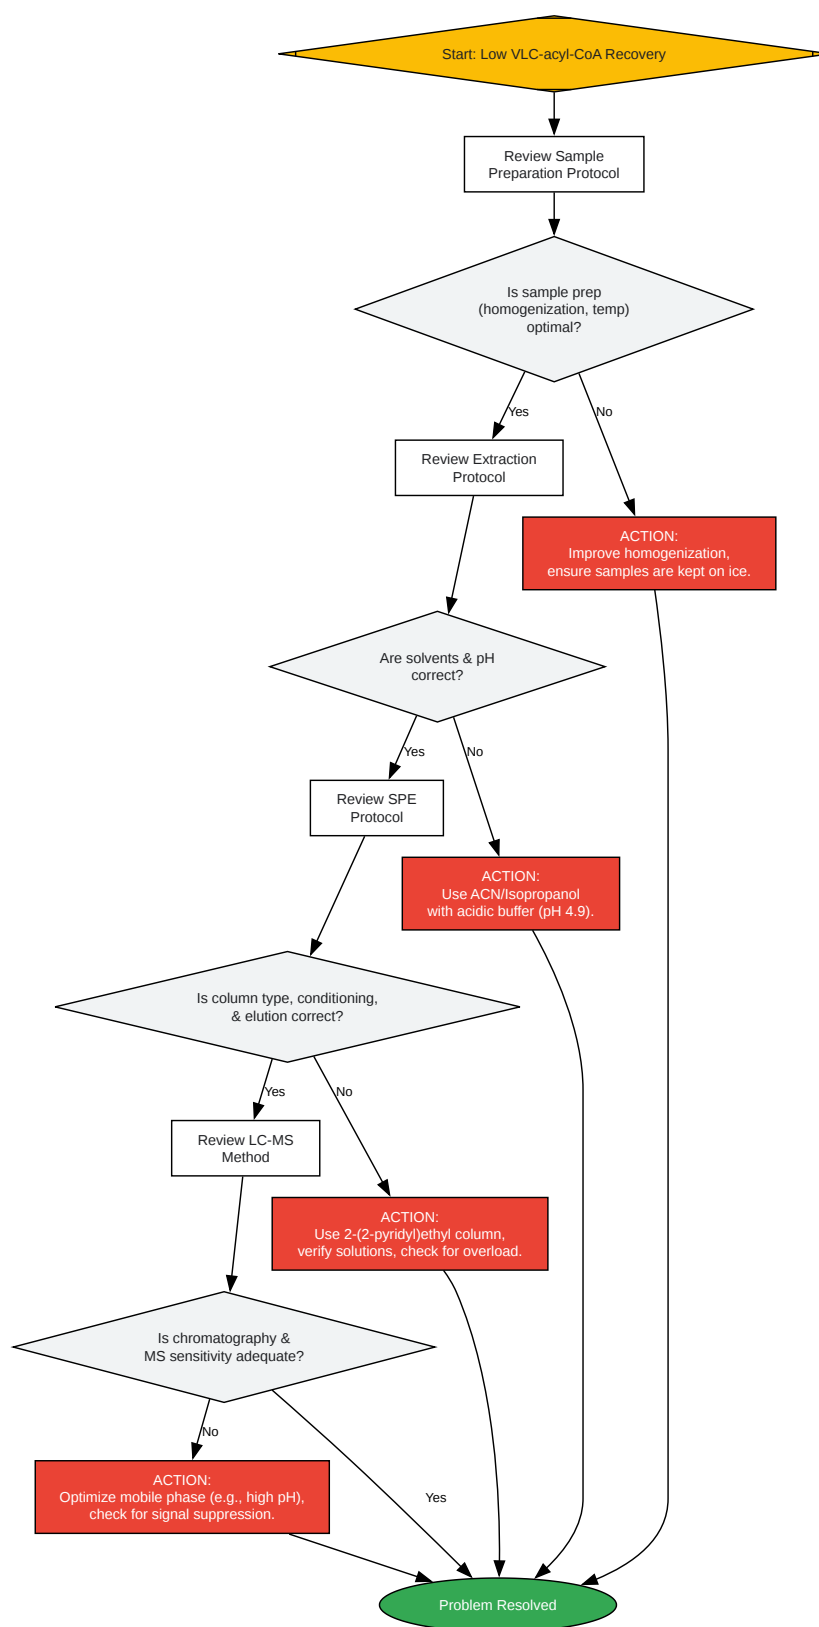 Start: Low VLC-acyl-CoA Recovery
Review Sample
Preparation Protocol
Is sample prep
(homogenization, temp)
optimal?
Yes
No
Review Extraction
Protocol
ACTION:
Improve homogenization,
ensure samples are kept on ice.
Are solvents & pH
correct?
Yes
No
Review SPE
Protocol
ACTION:
Use ACN/Isopropanol
with acidic buffer (pH 4.9).
Is column type, conditioning,
& elution correct?
Yes
No
Review LC-MS
Method
ACTION:
Use 2-(2-pyridyl)ethyl column,
verify solutions, check for overload.
Is chromatography &
MS sensitivity adequate?
No
Yes
ACTION:
Optimize mobile phase (e.g., high pH),
check for signal suppression.
Problem Resolved